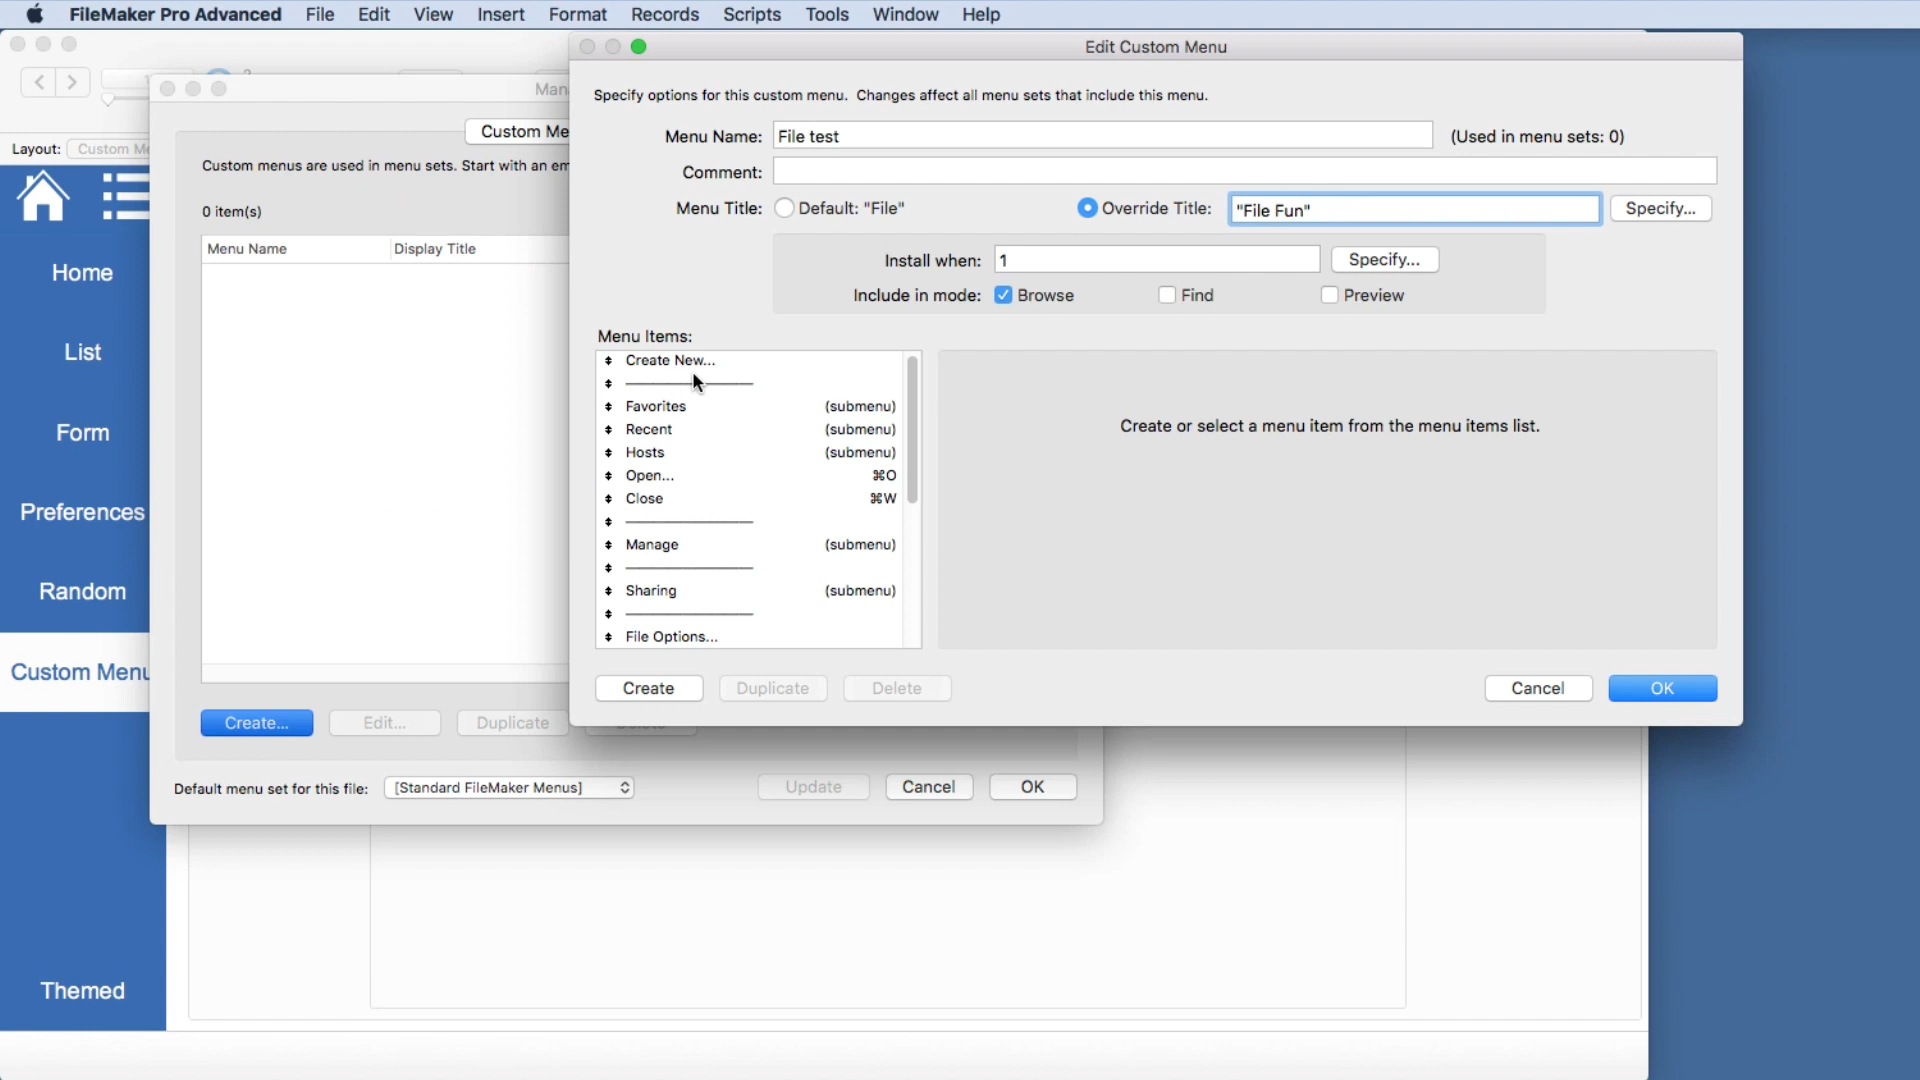 FileMaker Pro Advanced File Edit View Insert Format Records Scripts Tools Window Help
Edit Custom Menu
Specify options for this custom menu. Changes affect all menu sets that include this menu.
Menu Name: File test (Used in menu sets: 0)
Comment:
Menu Title: Default: "File" Override Title: "File Fun" Specify...
Install when: 1 Specify...
Include in mode: Browse Find Preview
Menu Items:
Create New...
Favorites (submenu)
Recent (submenu)
Hosts (submenu)
Open... ⌘O
Close ⌘W
Manage (submenu)
Sharing (submenu)
File Options...
Create or select a menu item from the menu items list.
Create Duplicate Delete Cancel OK
Man
Custom Me
Custom menus are used in menu sets. Start with an em
0 item(s)
Menu Name Display Title
Create... Edit... Duplicate
Default menu set for this file: [Standard FileMaker Menus] Update Cancel OK
Layout: Custom Me
Home
List
Form
Preferences
Random
Custom Menu
Themed